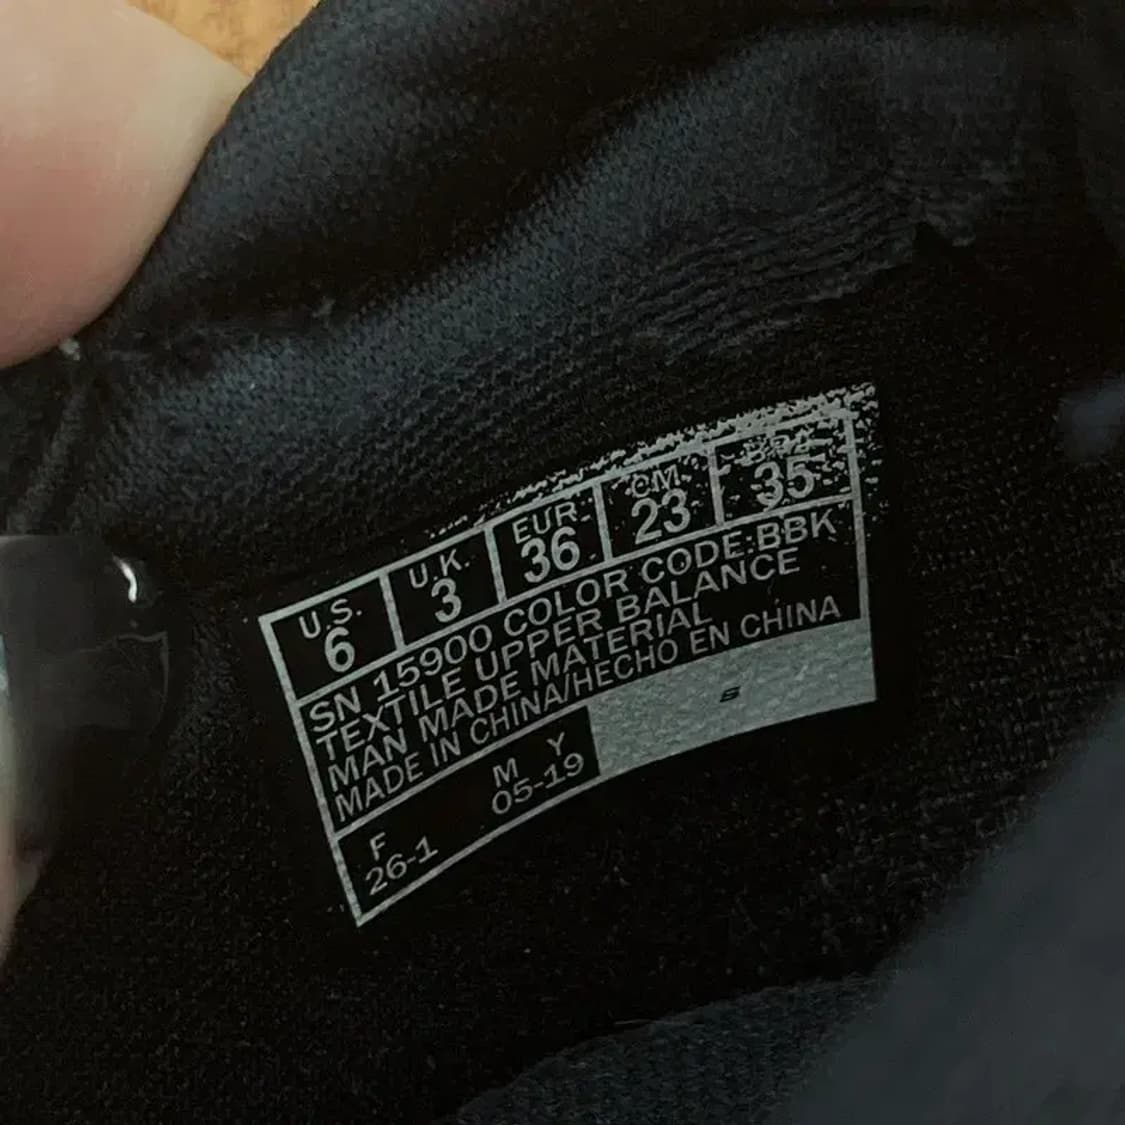 U.S. U.K. EUR CM BRA
6 3 36 23 35
SN 15900 COLOR CODE:BBK
TEXTILE UPPER BALANCE
MAN MADE MATERIAL
MADE IN CHINA/HECHO EN CHINA
F M Y
26-1 05-19
S